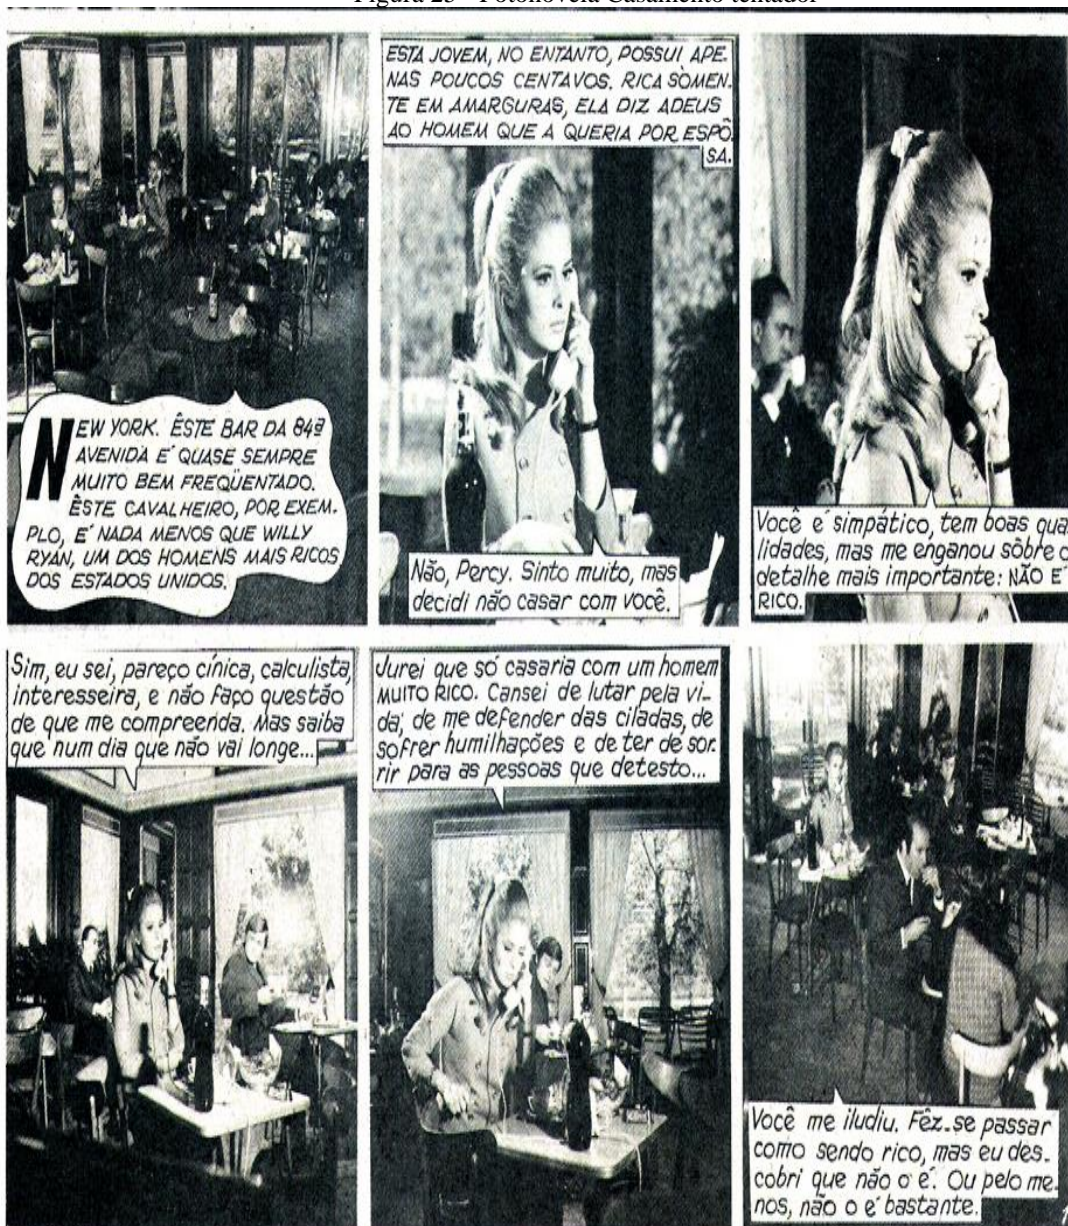 Figura 23 - Fotonovela Casamento tentador
NEW YORK. ÊSTE BAR DA 84ª
AVENIDA É QUASE SEMPRE
MUITO BEM FREQÜENTADO.
ÊSTE CAVALHEIRO, POR EXEM-
PLO, É NADA MENOS QUE WILLY
RYAN, UM DOS HOMENS MAIS RICOS
DOS ESTADOS UNIDOS.
ESTA JOVEM, NO ENTANTO, POSSUI APE-
NAS POUCOS CENTAVOS. RICA SÒMEN-
TE EM AMARGURAS, ELA DIZ ADEUS
AO HOMEM QUE A QUERIA POR ESPÔ-
SA.
Não, Percy. Sinto muito, mas
decidi não casar com você.
Você é simpático, tem boas qua
lidades, mas me enganou sôbre o
detalhe mais importante: NÃO É
RICO.
Sim, eu sei, pareço cínica, calculista,
interesseira, e não faço questão
de que me compreenda. Mas saiba
que num dia que não vai longe...
Jurei que só casaria com um homem
MUITO RICO. Cansei de lutar pela vi-
da, de me defender das ciladas, de
sofrer humilhações e de ter de sor-
rir para as pessoas que detesto...
Você me iludiu. Fêz-se passar
como sendo rico, mas eu des-
cobri que não o é. Ou pelo me-
nos, não o é bastante.